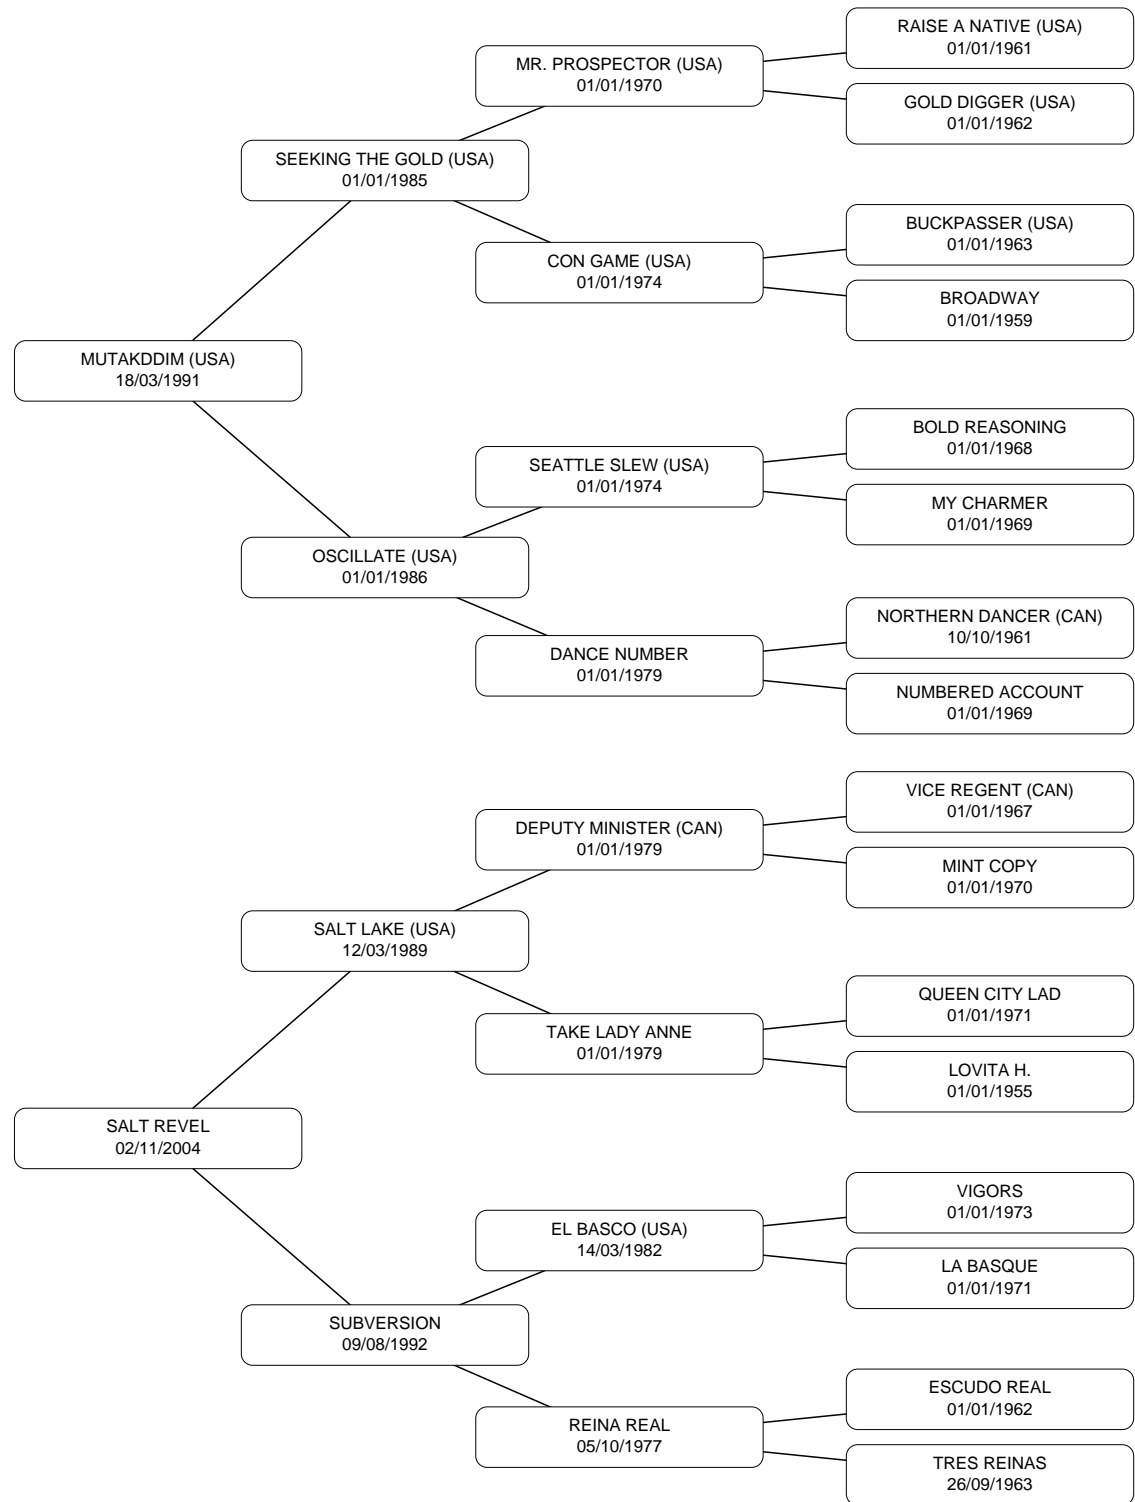 RAISE A NATIVE (USA)
01/01/1961
MR. PROSPECTOR (USA)
01/01/1970
GOLD DIGGER (USA)
01/01/1962
SEEKING THE GOLD (USA)
01/01/1985
BUCKPASSER (USA)
01/01/1963
CON GAME (USA)
01/01/1974
BROADWAY
01/01/1959
MUTAKDDIM (USA)
18/03/1991
BOLD REASONING
01/01/1968
SEATTLE SLEW (USA)
01/01/1974
MY CHARMER
01/01/1969
OSCILLATE (USA)
01/01/1986
NORTHERN DANCER (CAN)
10/10/1961
DANCE NUMBER
01/01/1979
NUMBERED ACCOUNT
01/01/1969
VICE REGENT (CAN)
01/01/1967
DEPUTY MINISTER (CAN)
01/01/1979
MINT COPY
01/01/1970
SALT LAKE (USA)
12/03/1989
QUEEN CITY LAD
01/01/1971
TAKE LADY ANNE
01/01/1979
LOVITA H.
01/01/1955
SALT REVEL
02/11/2004
VIGORS
01/01/1973
EL BASCO (USA)
14/03/1982
LA BASQUE
01/01/1971
SUBVERSION
09/08/1992
ESCUDO REAL
01/01/1962
REINA REAL
05/10/1977
TRES REINAS
26/09/1963